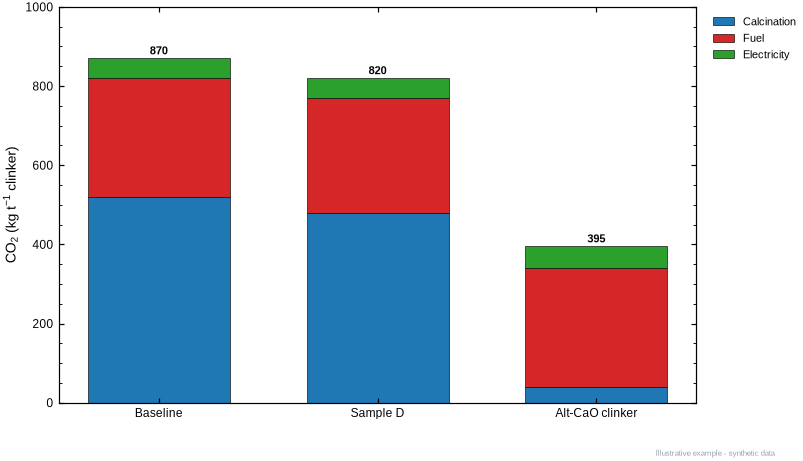 1000
800
600
400
200
0
CO₂ (kg t⁻¹ clinker)
870
820
395
Baseline
Sample D
Alt-CaO clinker
Calcination
Fuel
Electricity
Illustrative example - synthetic data